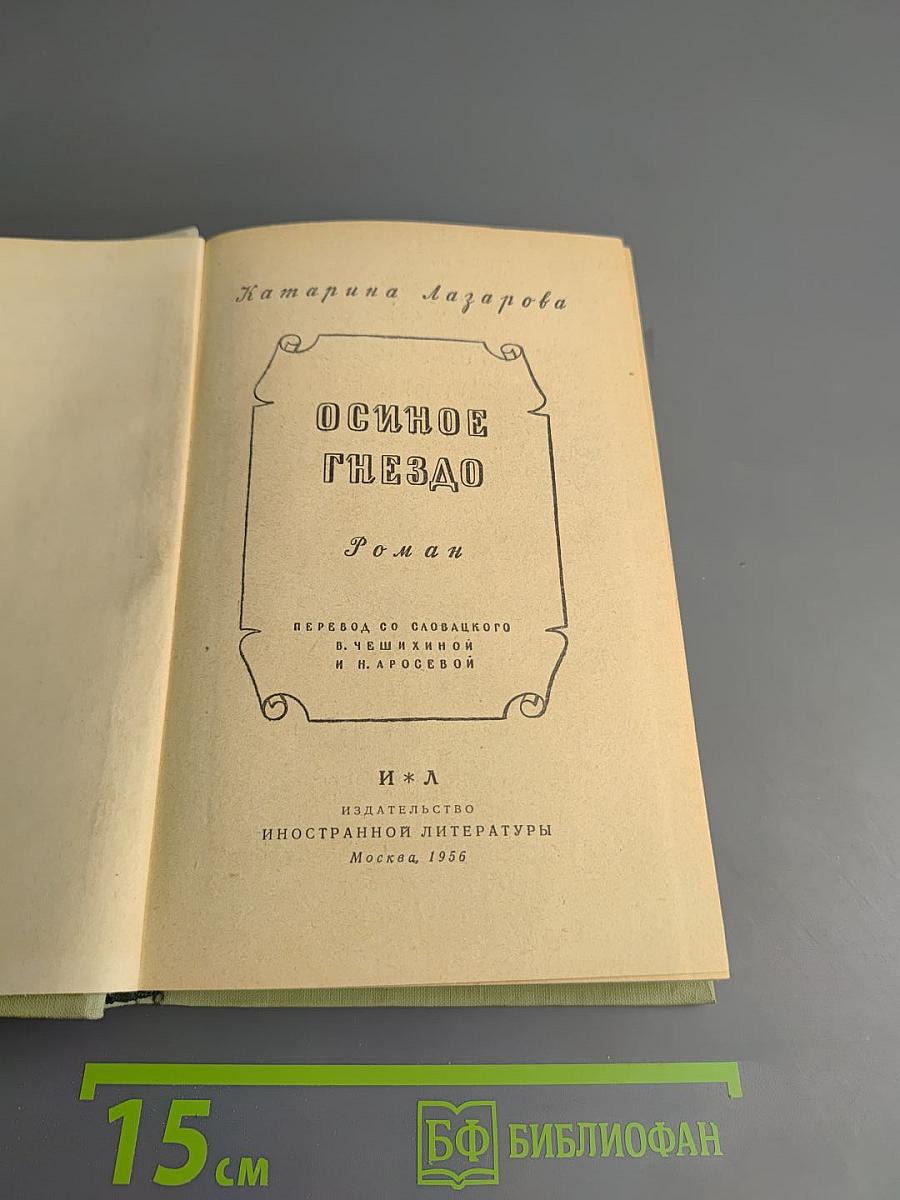 Катарина Лазарова
ОСИНОЕ
ГНЕЗДО
Роман
ПЕРЕВОД СО СЛОВАЦКОГО
В. ЧЕШИХИНОЙ
И Н. АРОСЕВОЙ
И * Л
ИЗДАТЕЛЬСТВО
ИНОСТРАННОЙ ЛИТЕРАТУРЫ
Москва, 1956
15 см
БФ БИБЛИОФАН